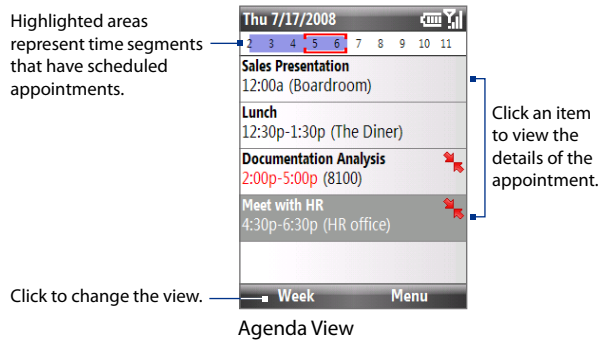 Highlighted areas
represent time segments
that have scheduled
appointments.
Thu 7/17/2008
2 3 4 5 6 7 8 9 10 11
Sales Presentation
12:00a (Boardroom)
Lunch
12:30p-1:30p (The Diner)
Documentation Analysis
2:00p-5:00p (8100)
Meet with HR
4:30p-6:30p (HR office)
Click an item
to view the
details of the
appointment.
Click to change the view.
Week Menu
Agenda View